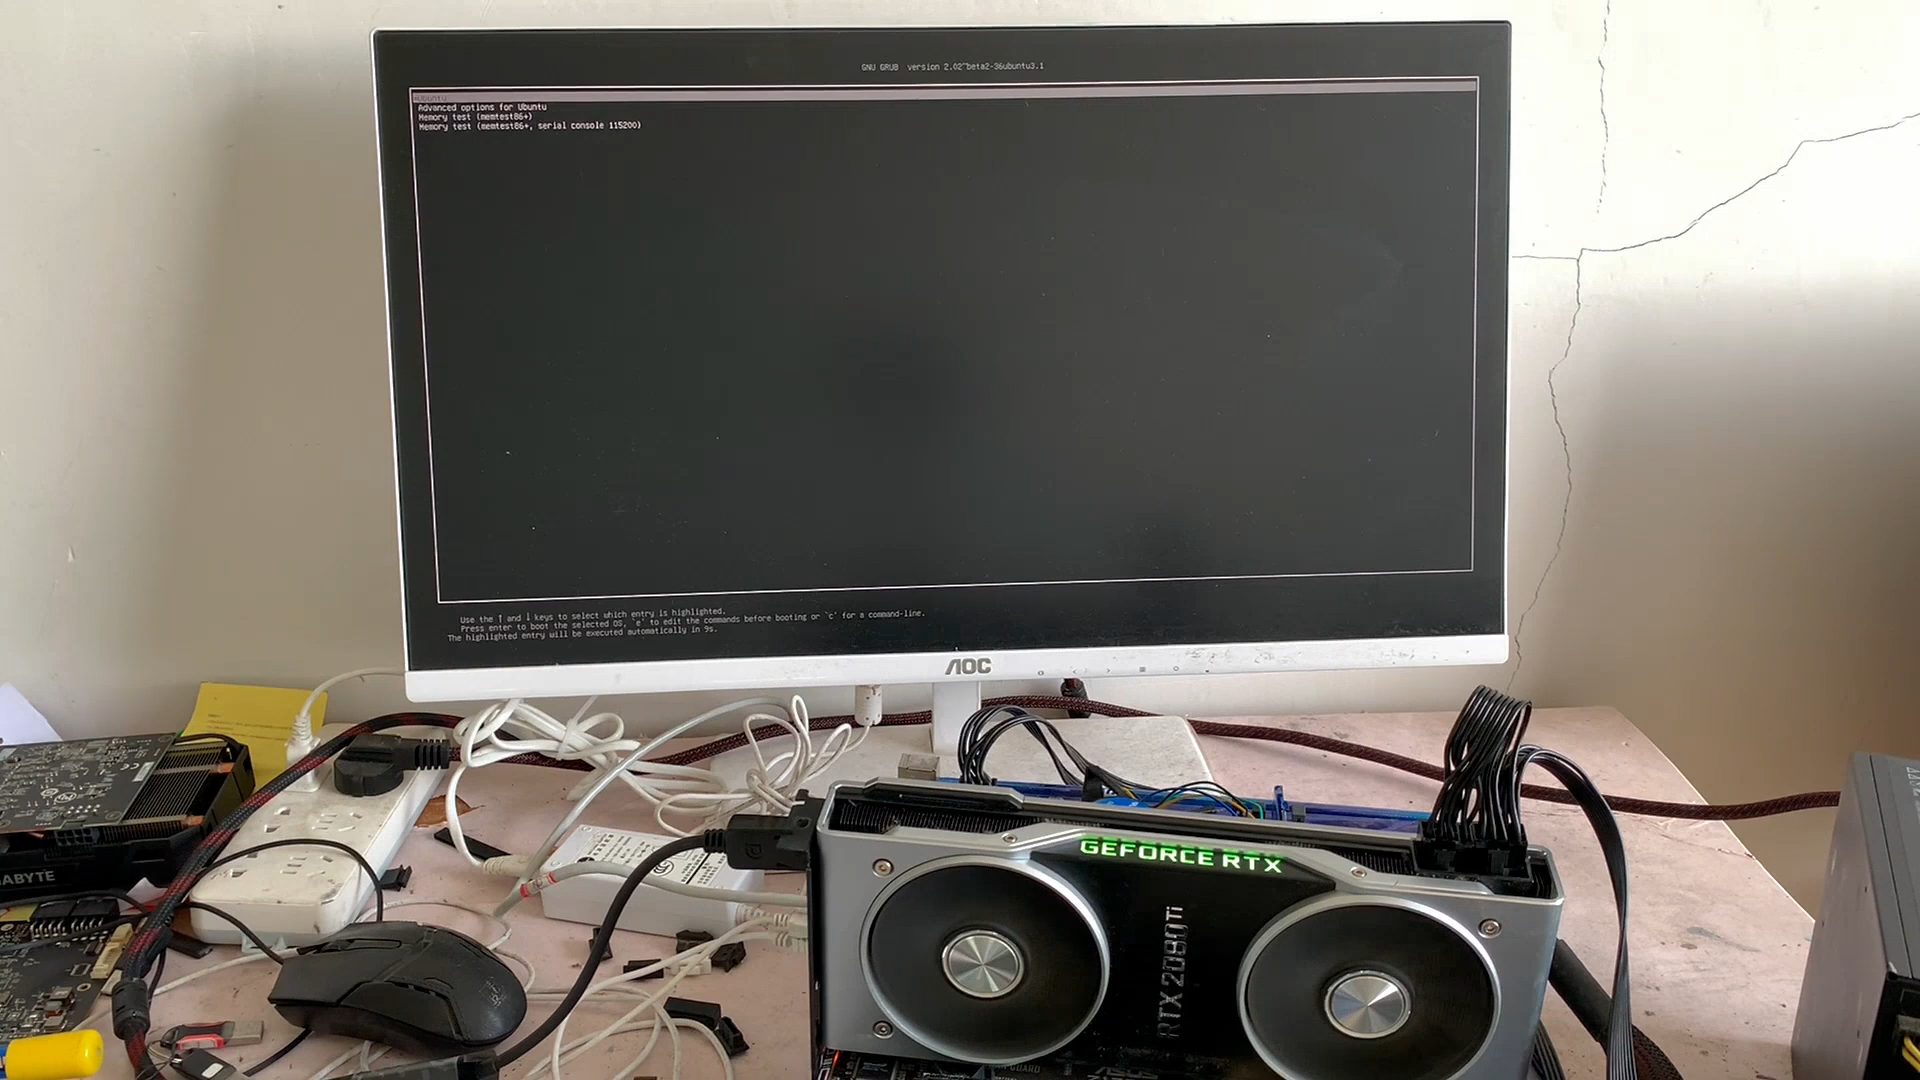 GNU GRUB version 2.02~beta2-36ubuntu3.1
*Ubuntu
Advanced options for Ubuntu
Memory test (memtest86+)
Memory test (memtest86+, serial console 115200)
Use the ↑ and ↓ keys to select which entry is highlighted.
Press enter to boot the selected OS, `e' to edit the commands before booting or `c' for a command-line.
The highlighted entry will be executed automatically in 9s.
AOC
GEFORCE RTX
RTX 2080Ti
GABYTE